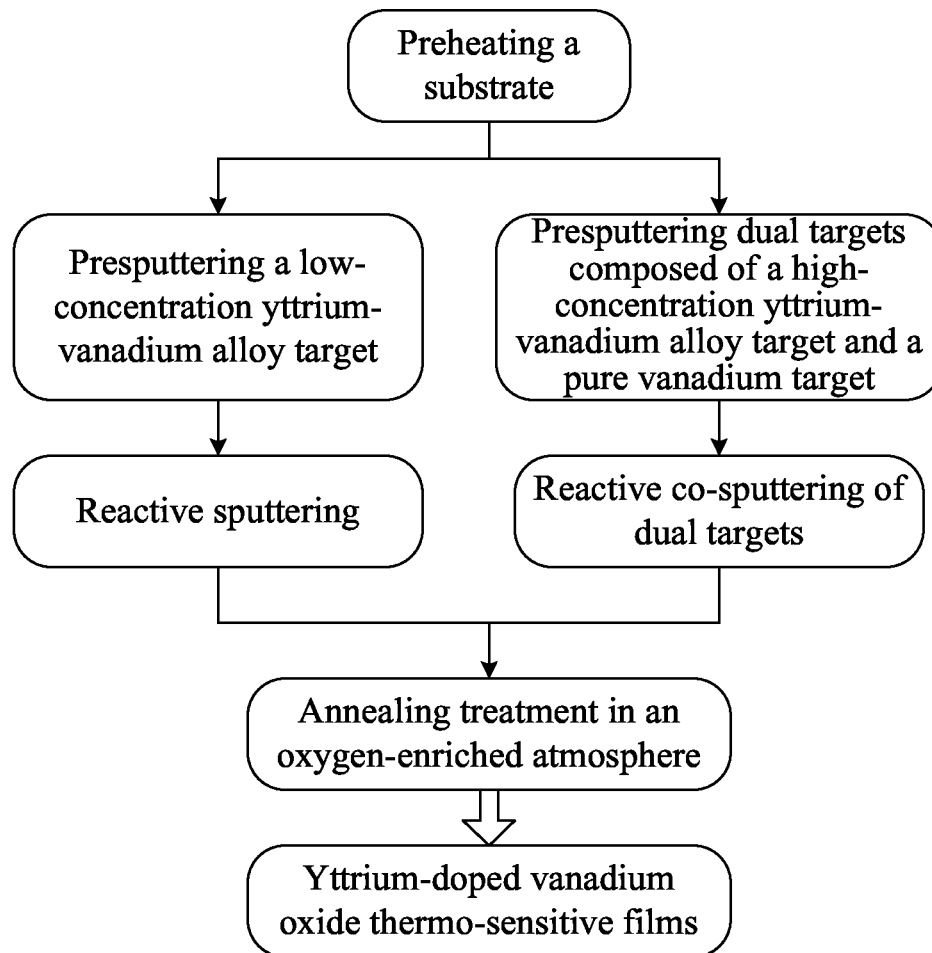 Preheating a
substrate
Presputtering a low-
concentration yttrium-
vanadium alloy target
Presputtering dual targets
composed of a high-
concentration yttrium-
vanadium alloy target and a
pure vanadium target
Reactive sputtering
Reactive co-sputtering of
dual targets
Annealing treatment in an
oxygen-enriched atmosphere
Yttrium-doped vanadium
oxide thermo-sensitive films